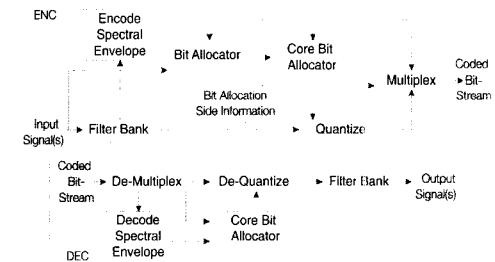 ENC
Encode
Spectral
Envelope
Bit Allocator
Core Bit
Allocator
Multiplex
Coded
Bit-
Stream
Bit Allocation
Side Information
Input
Signal(s)
Filter Bank
Quantize
Coded
Bit-
Stream
De-Multiplex
De-Quantize
Filter Bank
Output
Signal(s)
Decode
Spectral
Envelope
Core Bit
Allocator
DEC